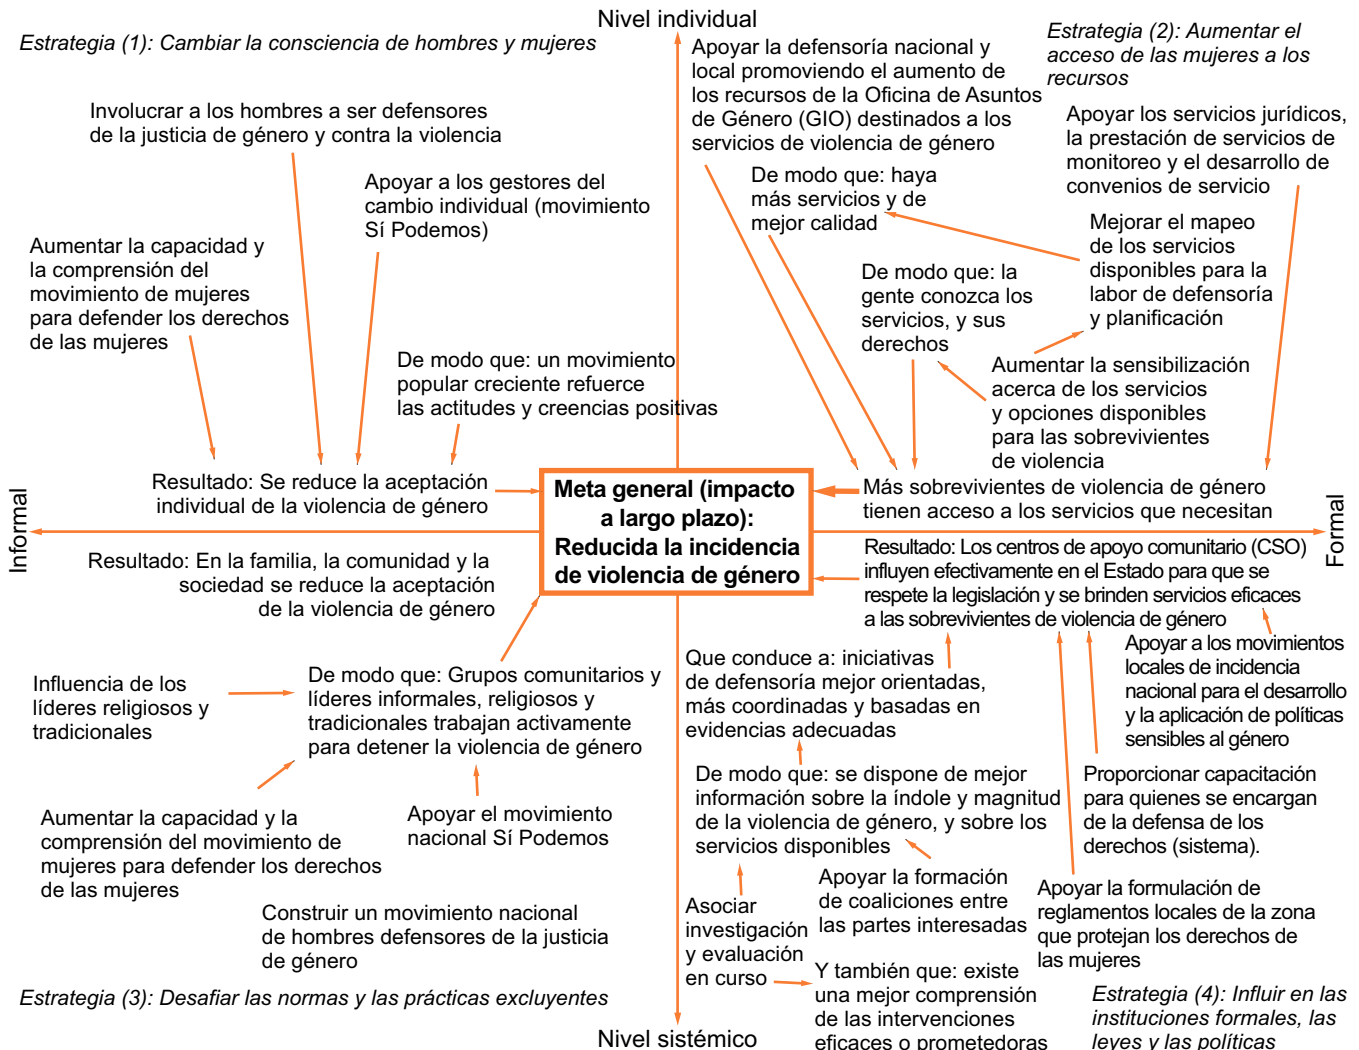 Nivel individual
Estrategia (1): Cambiar la consciencia de hombres y mujeres
Involucrar a los hombres a ser defensores
de la justicia de género y contra la violencia
Apoyar a los gestores del
cambio individual (movimiento
Sí Podemos)
Aumentar la capacidad y
la comprensión del
movimiento de mujeres
para defender los derechos
de las mujeres
De modo que: un movimiento
popular creciente refuerce
las actitudes y creencias positivas
Resultado: Se reduce la aceptación
individual de la violencia de género
Estrategia (2): Aumentar el
acceso de las mujeres a los
recursos
Apoyar la defensoría nacional y
local promoviendo el aumento de
los recursos de la Oficina de Asuntos
de Género (GIO) destinados a los
servicios de violencia de género
Apoyar los servicios jurídicos,
la prestación de servicios de
monitoreo y el desarrollo de
convenios de servicio
De modo que: haya
más servicios y de
mejor calidad
Mejorar el mapeo
de los servicios
disponibles para la
labor de defensoría
y planificación
De modo que: la
gente conozca los
servicios, y sus
derechos
Aumentar la sensibilización
acerca de los servicios
y opciones disponibles
para las sobrevivientes
de violencia
Más sobrevivientes de violencia de género
tienen acceso a los servicios que necesitan
Meta general (impacto
a largo plazo):
Reducida la incidencia
de violencia de género
Informal
Formal
Resultado: En la familia, la comunidad y la
sociedad se reduce la aceptación
de la violencia de género
Influencia de los
líderes religiosos y
tradicionales
De modo que: Grupos comunitarios y
líderes informales, religiosos y
tradicionales trabajan activamente
para detener la violencia de género
Aumentar la capacidad y la
comprensión del movimiento de
mujeres para defender los derechos
de las mujeres
Apoyar el movimiento
nacional Sí Podemos
Construir un movimiento nacional
de hombres defensores de la justicia
de género
Estrategia (3): Desafiar las normas y las prácticas excluyentes
Resultado: Los centros de apoyo comunitario (CSO)
influyen efectivamente en el Estado para que se
respete la legislación y se brinden servicios eficaces
a las sobrevivientes de violencia de género
Que conduce a: iniciativas
de defensoría mejor orientadas,
más coordinadas y basadas en
evidencias adecuadas
Apoyar a los movimientos
locales de incidencia
nacional para el desarrollo
y la aplicación de políticas
sensibles al género
De modo que: se dispone de mejor
información sobre la índole y magnitud
de la violencia de género, y sobre los
servicios disponibles
Proporcionar capacitación
para quienes se encargan
de la defensa de los
derechos (sistema).
Asociar
investigación
y evaluación
en curso
Apoyar la formación
de coaliciones entre
las partes interesadas
Apoyar la formulación de
reglamentos locales de la zona
que protejan los derechos de
las mujeres
Y también que: existe
una mejor comprensión
de las intervenciones
eficaces o prometedoras
Estrategia (4): Influir en las
instituciones formales, las
leyes y las políticas
Nivel sistémico